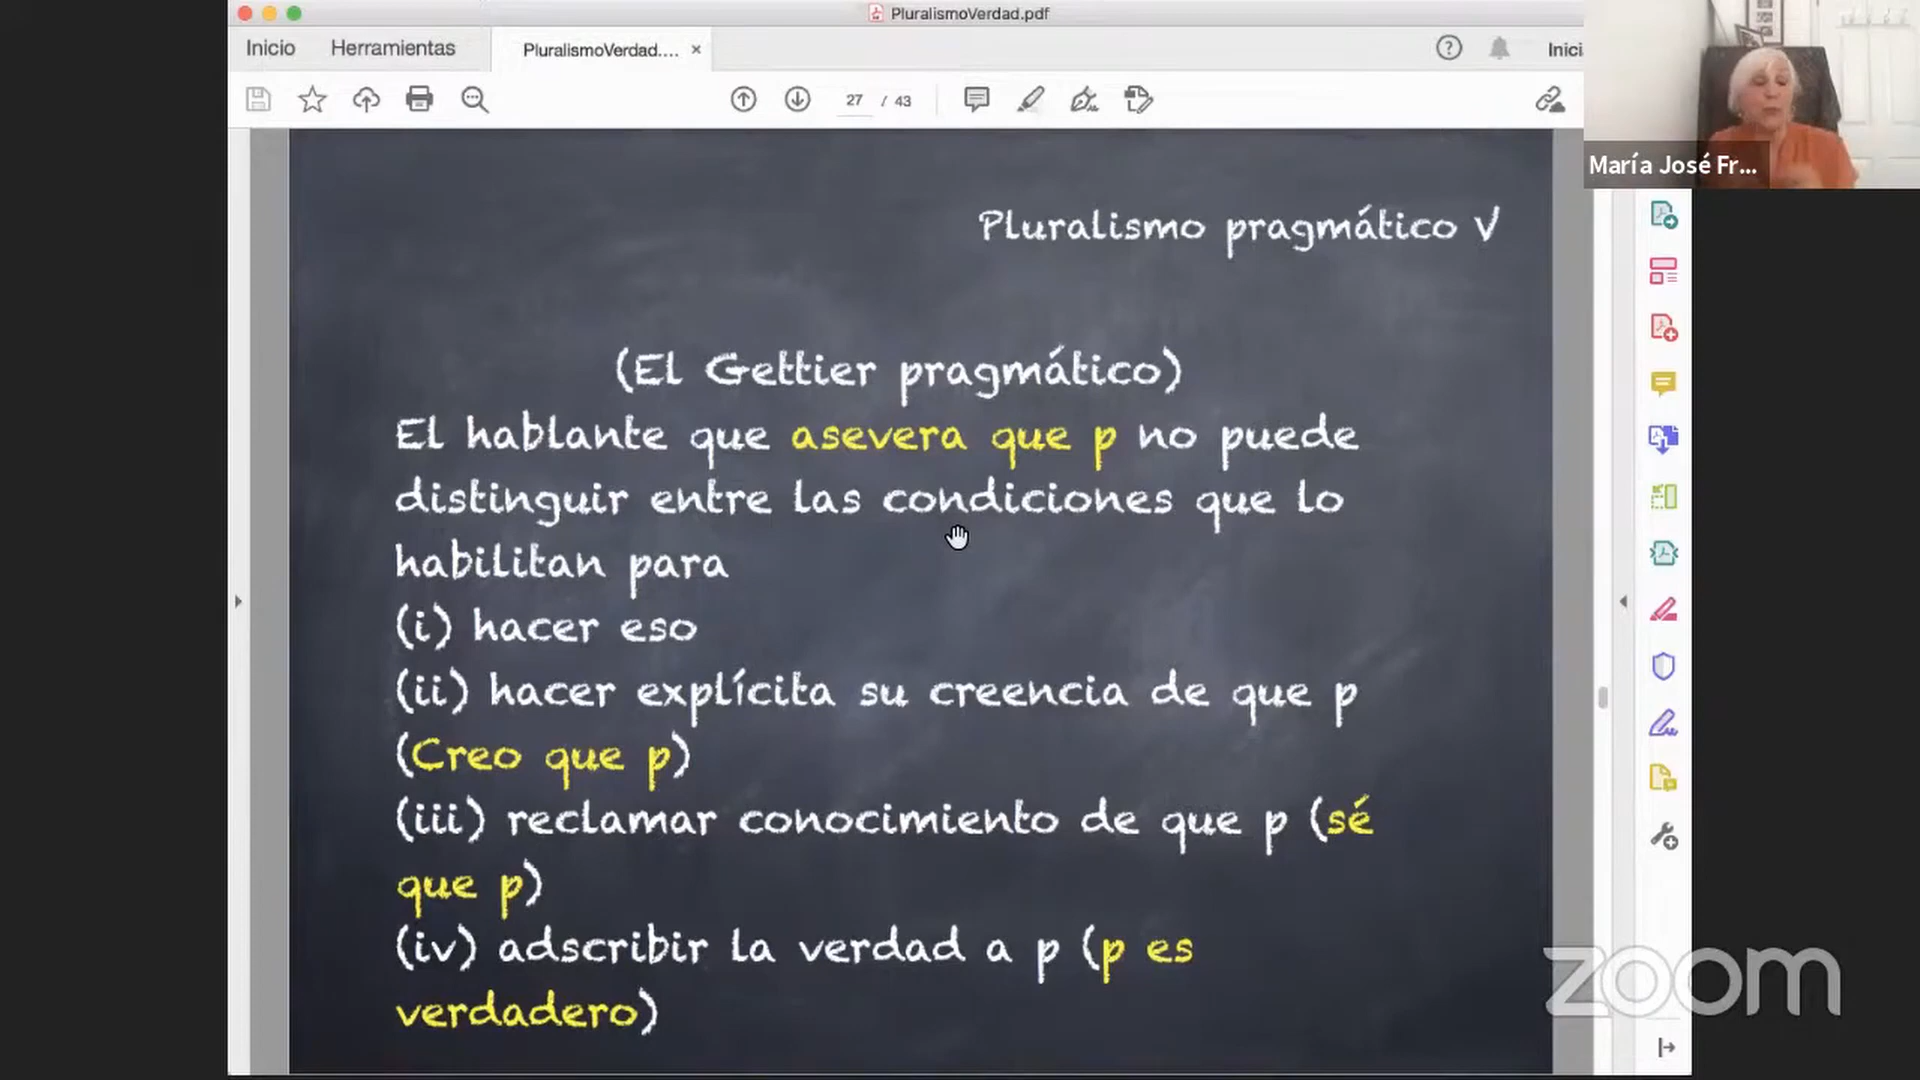 PluralismoVerdad.pdf
Inicio Herramientas PluralismoVerdad.... × Inici
27 / 43
María José Fr...
Pluralismo pragmático V
(El Gettier pragmático)
El hablante que asevera que p no puede
distinguir entre las condiciones que lo
habilitan para
(i) hacer eso
(ii) hacer explícita su creencia de que p
(Creo que p)
(iii) reclamar conocimiento de que p (sé
que p)
(iv) adscribir la verdad a p (p es
verdadero)
zoom